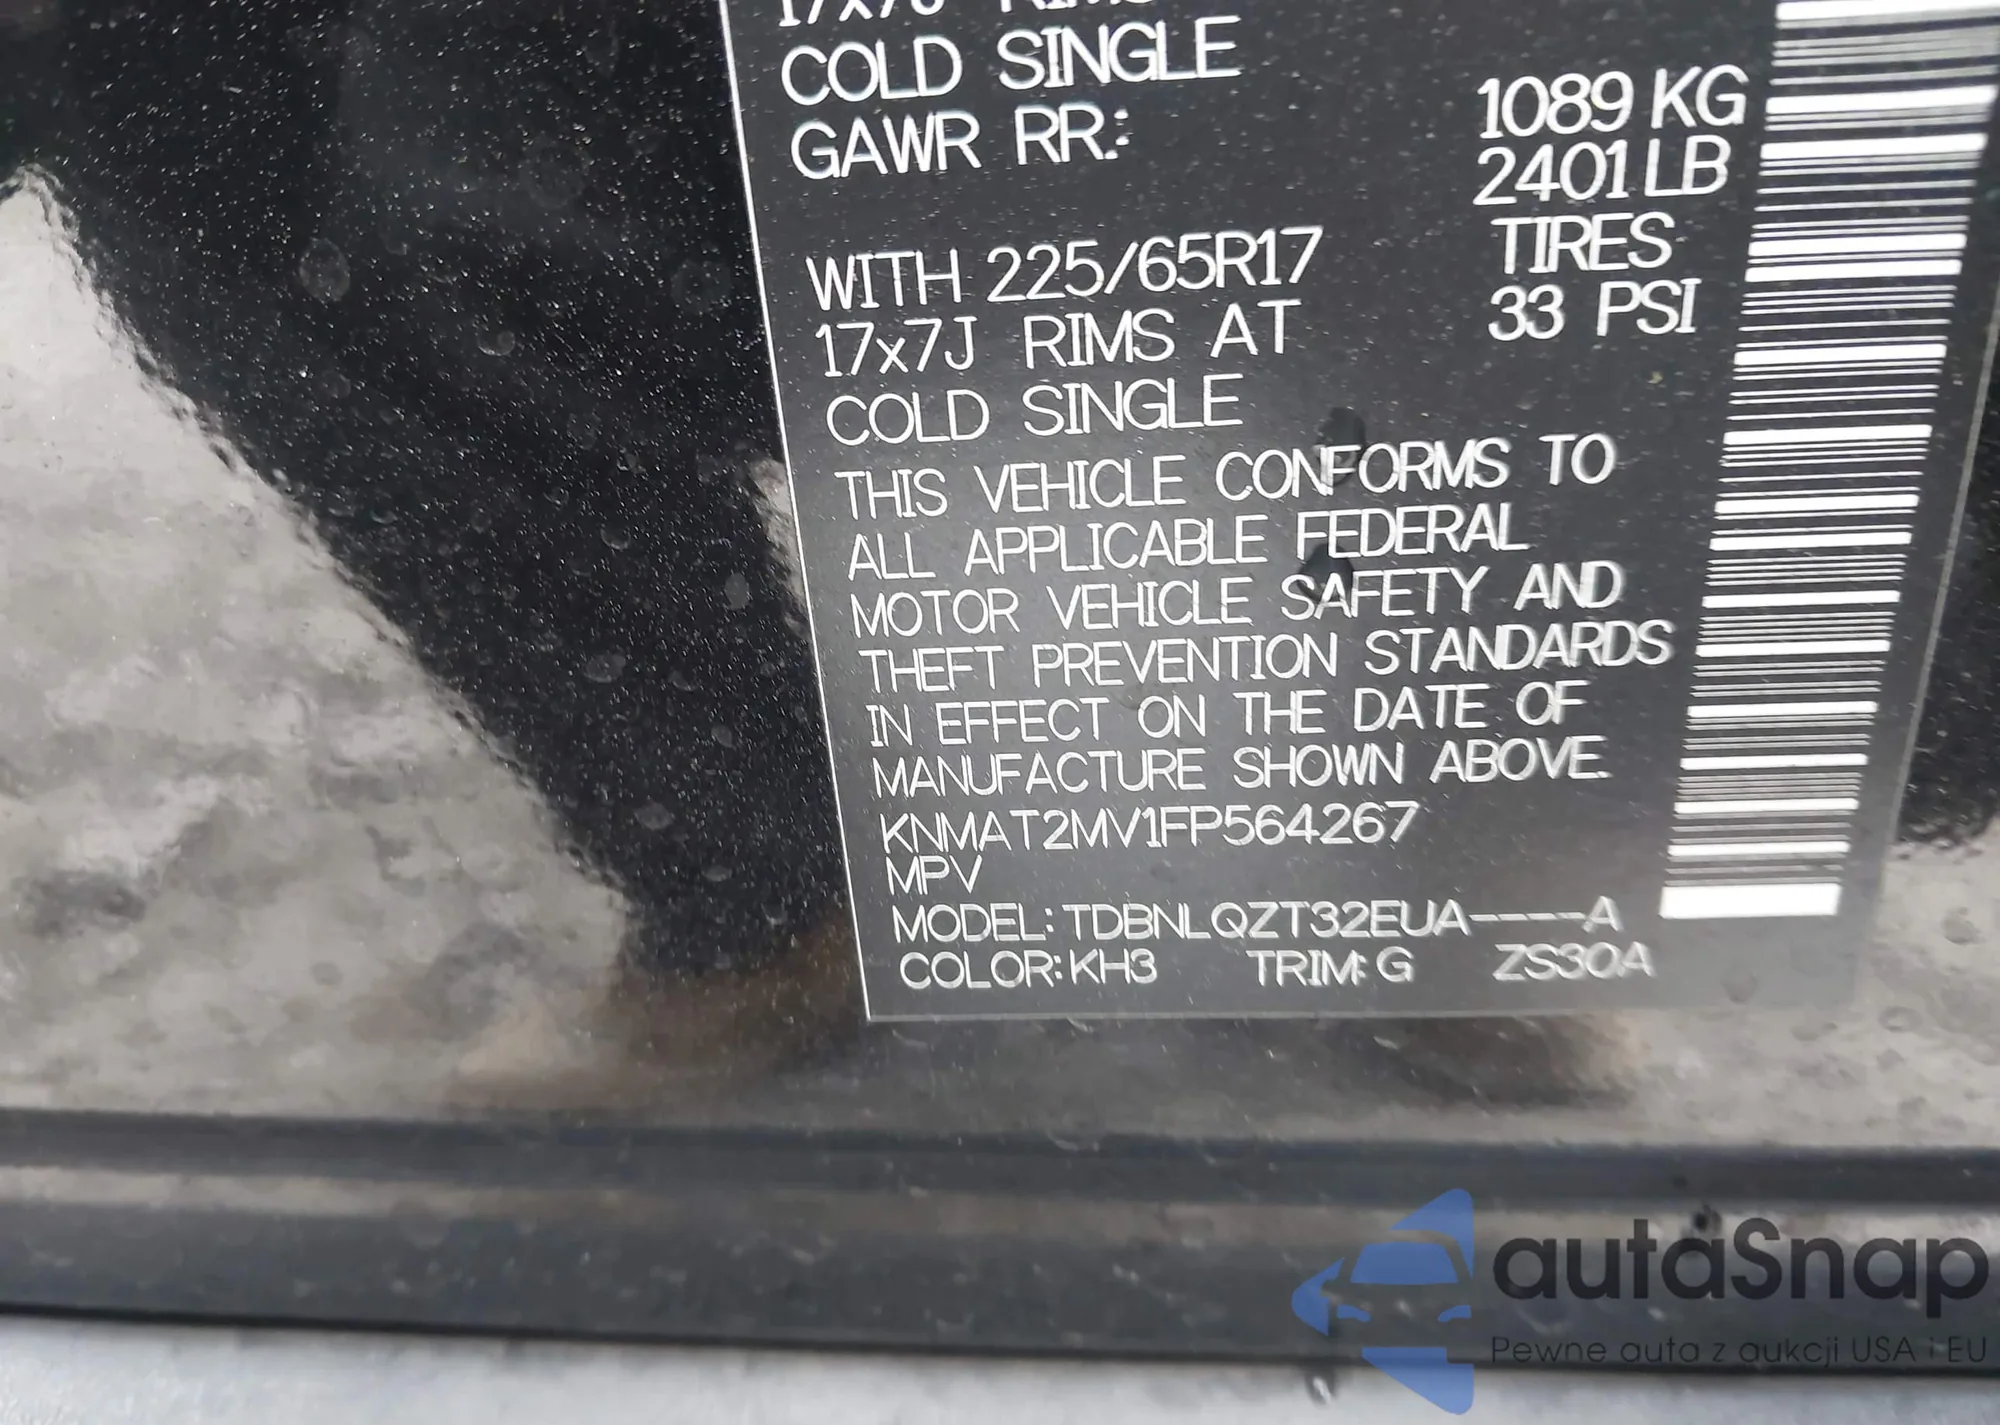 17x7J RIMS
COLD SINGLE
GAWR RR.: 1089 KG
2401 LB
WITH 225/65R17 TIRES
17x7J RIMS AT 33 PSI
COLD SINGLE
THIS VEHICLE CONFORMS TO
ALL APPLICABLE FEDERAL
MOTOR VEHICLE SAFETY AND
THEFT PREVENTION STANDARDS
IN EFFECT ON THE DATE OF
MANUFACTURE SHOWN ABOVE.
KNMAT2MV1FP564267
MPV
MODEL: TDBNLQZT32EUA----A
COLOR: KH3 TRIM: G ZS30A
autaSnap
Pewne auta z aukcji USA i EU